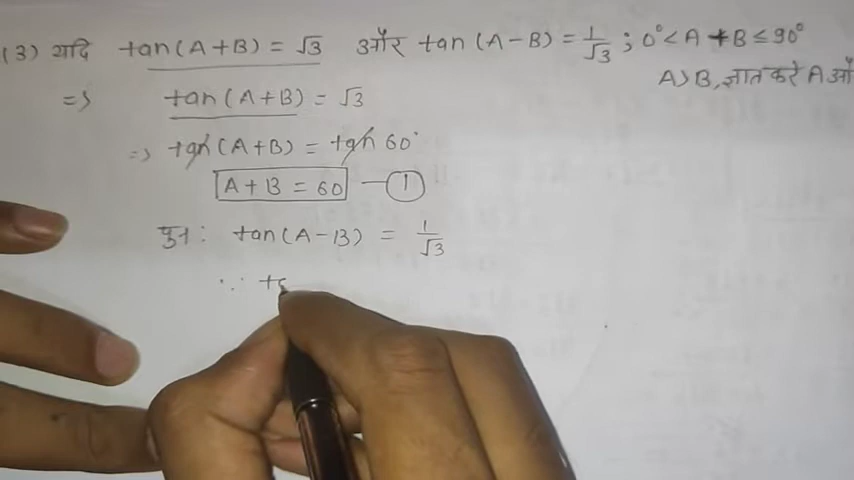 (3) यदि tan(A+B) = √3 और tan(A-B) = 1/√3 ; 0° < A + B ≤ 90°
A>B, ज्ञात करे A औ
=> tan(A+B) = √3
=> tan(A+B) = tan 60°
A+B = 60 — ①
पुन: tan(A-B) = 1/√3
∵ ta